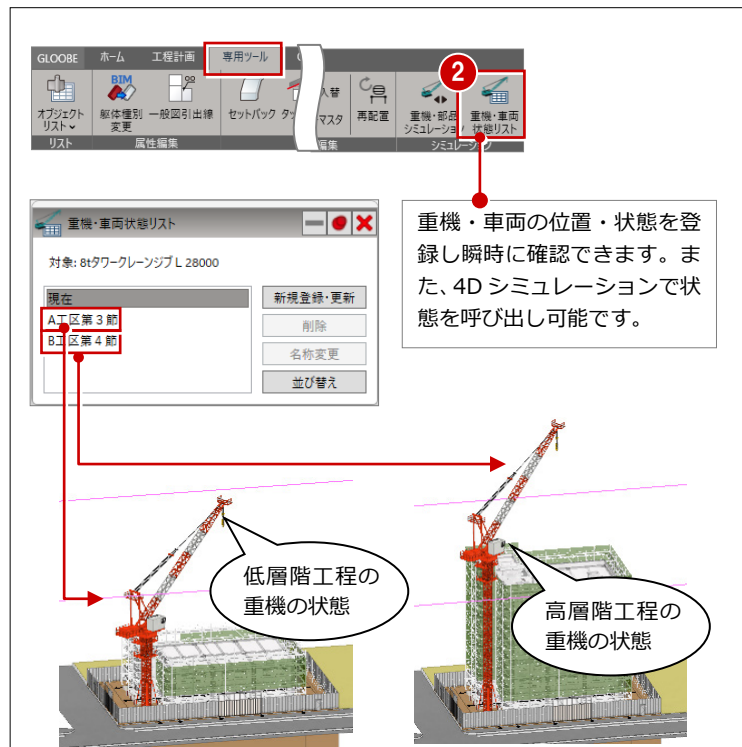 GLOOBE ホーム 工程計画 専用ツール
2
BIM
オブジェクト
リスト
躯体種別
変更
一般図引出線
セットバック
入替
マスタ
再配置
重機・部品
シミュレーション
重機・車両
状態リスト
リスト 属性編集 編集 シミュレーション
重機・車両状態リスト
対象: 8tタワークレーンジブ L 28000
現在
A工区第3節
B工区第4節
新規登録・更新
削除
名称変更
並び替え
重機・車両の位置・状態を登
録し瞬時に確認できます。ま
た、4D シミュレーションで状
態を呼び出し可能です。
低層階工程の
重機の状態
高層階工程の
重機の状態